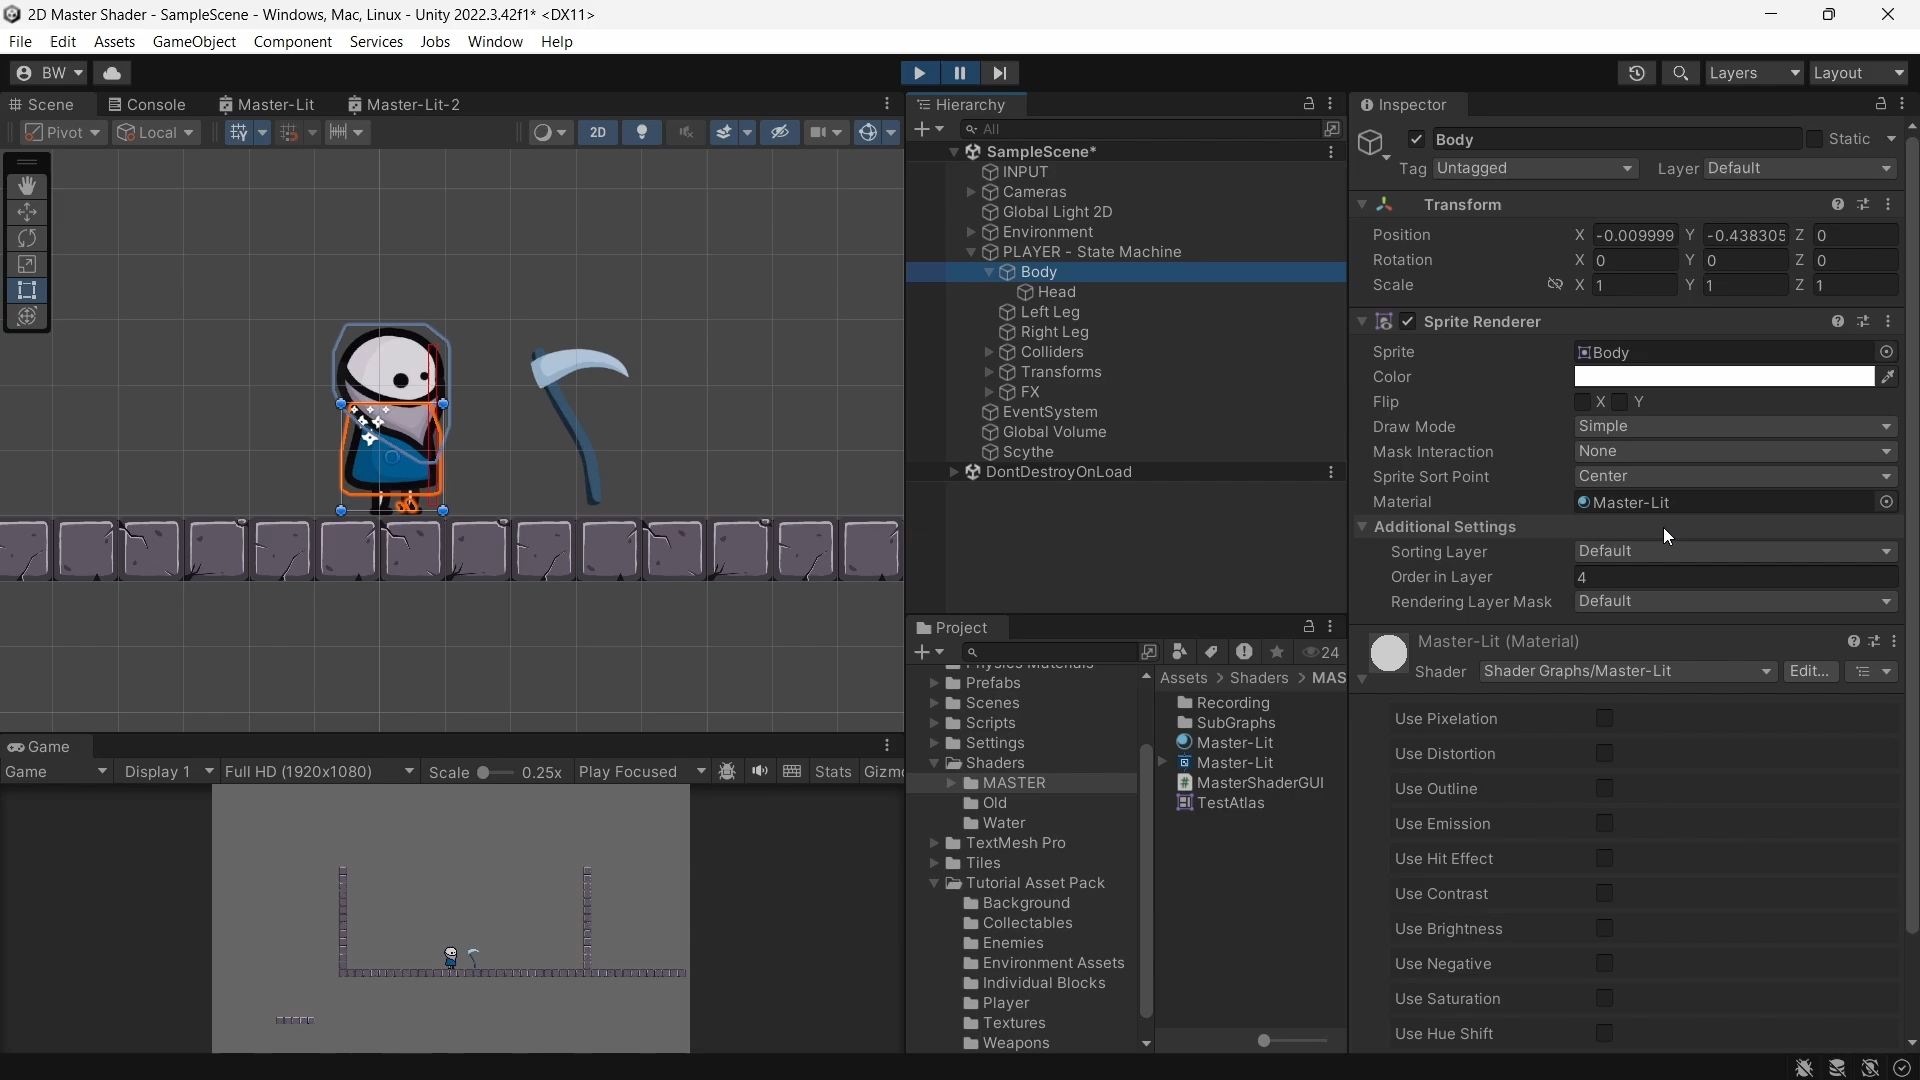 2D Master Shader - SampleScene - Windows, Mac, Linux - Unity 2022.3.42f1* <DX11>
File Edit Assets GameObject Component Services Jobs Window Help
BW Layers Layout
Scene Console Master-Lit Master-Lit-2
Pivot Local 2D
Hierarchy
All
SampleScene*
INPUT
Cameras
Global Light 2D
Environment
PLAYER - State Machine
Body
Head
Left Leg
Right Leg
Colliders
Transforms
FX
EventSystem
Global Volume
Scythe
DontDestroyOnLoad
Inspector
Body Static
Tag Untagged Layer Default
Transform
Position X -0.009999 Y -0.438305 Z 0
Rotation X 0 Y 0 Z 0
Scale X 1 Y 1 Z 1
Sprite Renderer
Sprite Body
Color
Flip X Y
Draw Mode Simple
Mask Interaction None
Sprite Sort Point Center
Material Master-Lit
Additional Settings
Sorting Layer Default
Order in Layer 4
Rendering Layer Mask Default
Master-Lit (Material)
Shader Shader Graphs/Master-Lit Edit...
Use Pixelation
Use Distortion
Use Outline
Use Emission
Use Hit Effect
Use Contrast
Use Brightness
Use Negative
Use Saturation
Use Hue Shift
Game
Game Display 1 Full HD (1920x1080) Scale 0.25x Play Focused Stats Gizmo
Project
24
Physics Materials
Prefabs
Scenes
Scripts
Settings
Shaders
MASTER
Old
Water
TextMesh Pro
Tiles
Tutorial Asset Pack
Background
Collectables
Enemies
Environment Assets
Individual Blocks
Player
Textures
Weapons
Assets > Shaders > MAS
Recording
SubGraphs
Master-Lit
Master-Lit
MasterShaderGUI
TestAtlas